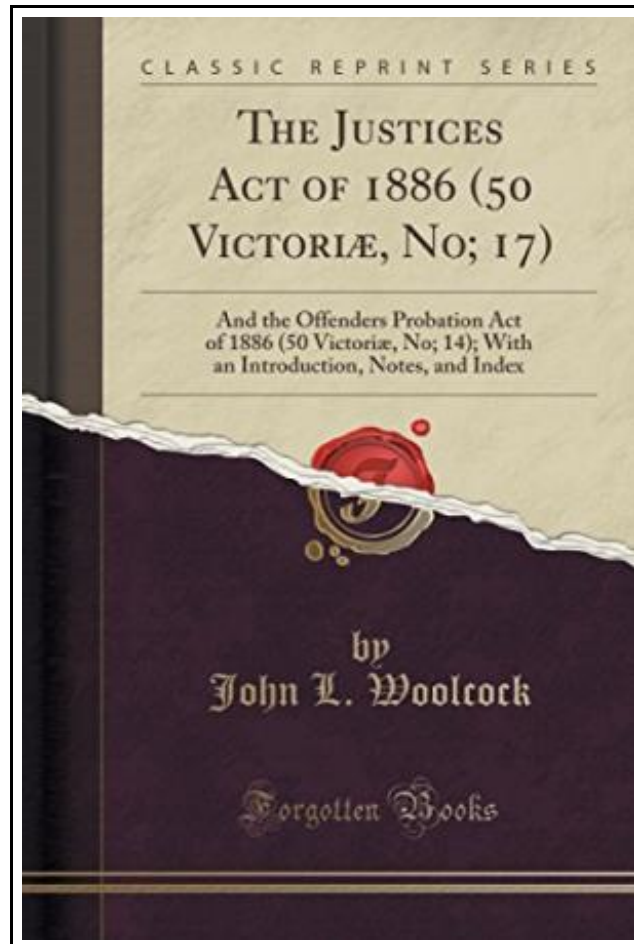 CLASSIC REPRINT SERIES
THE JUSTICES
ACT OF 1886 (50
VICTORIÆ, NO; 17)
And the Offenders Probation Act
of 1886 (50 Victoriæ, No; 14); With
an Introduction, Notes, and Index
by
John L. Woolcock
Forgotten Books